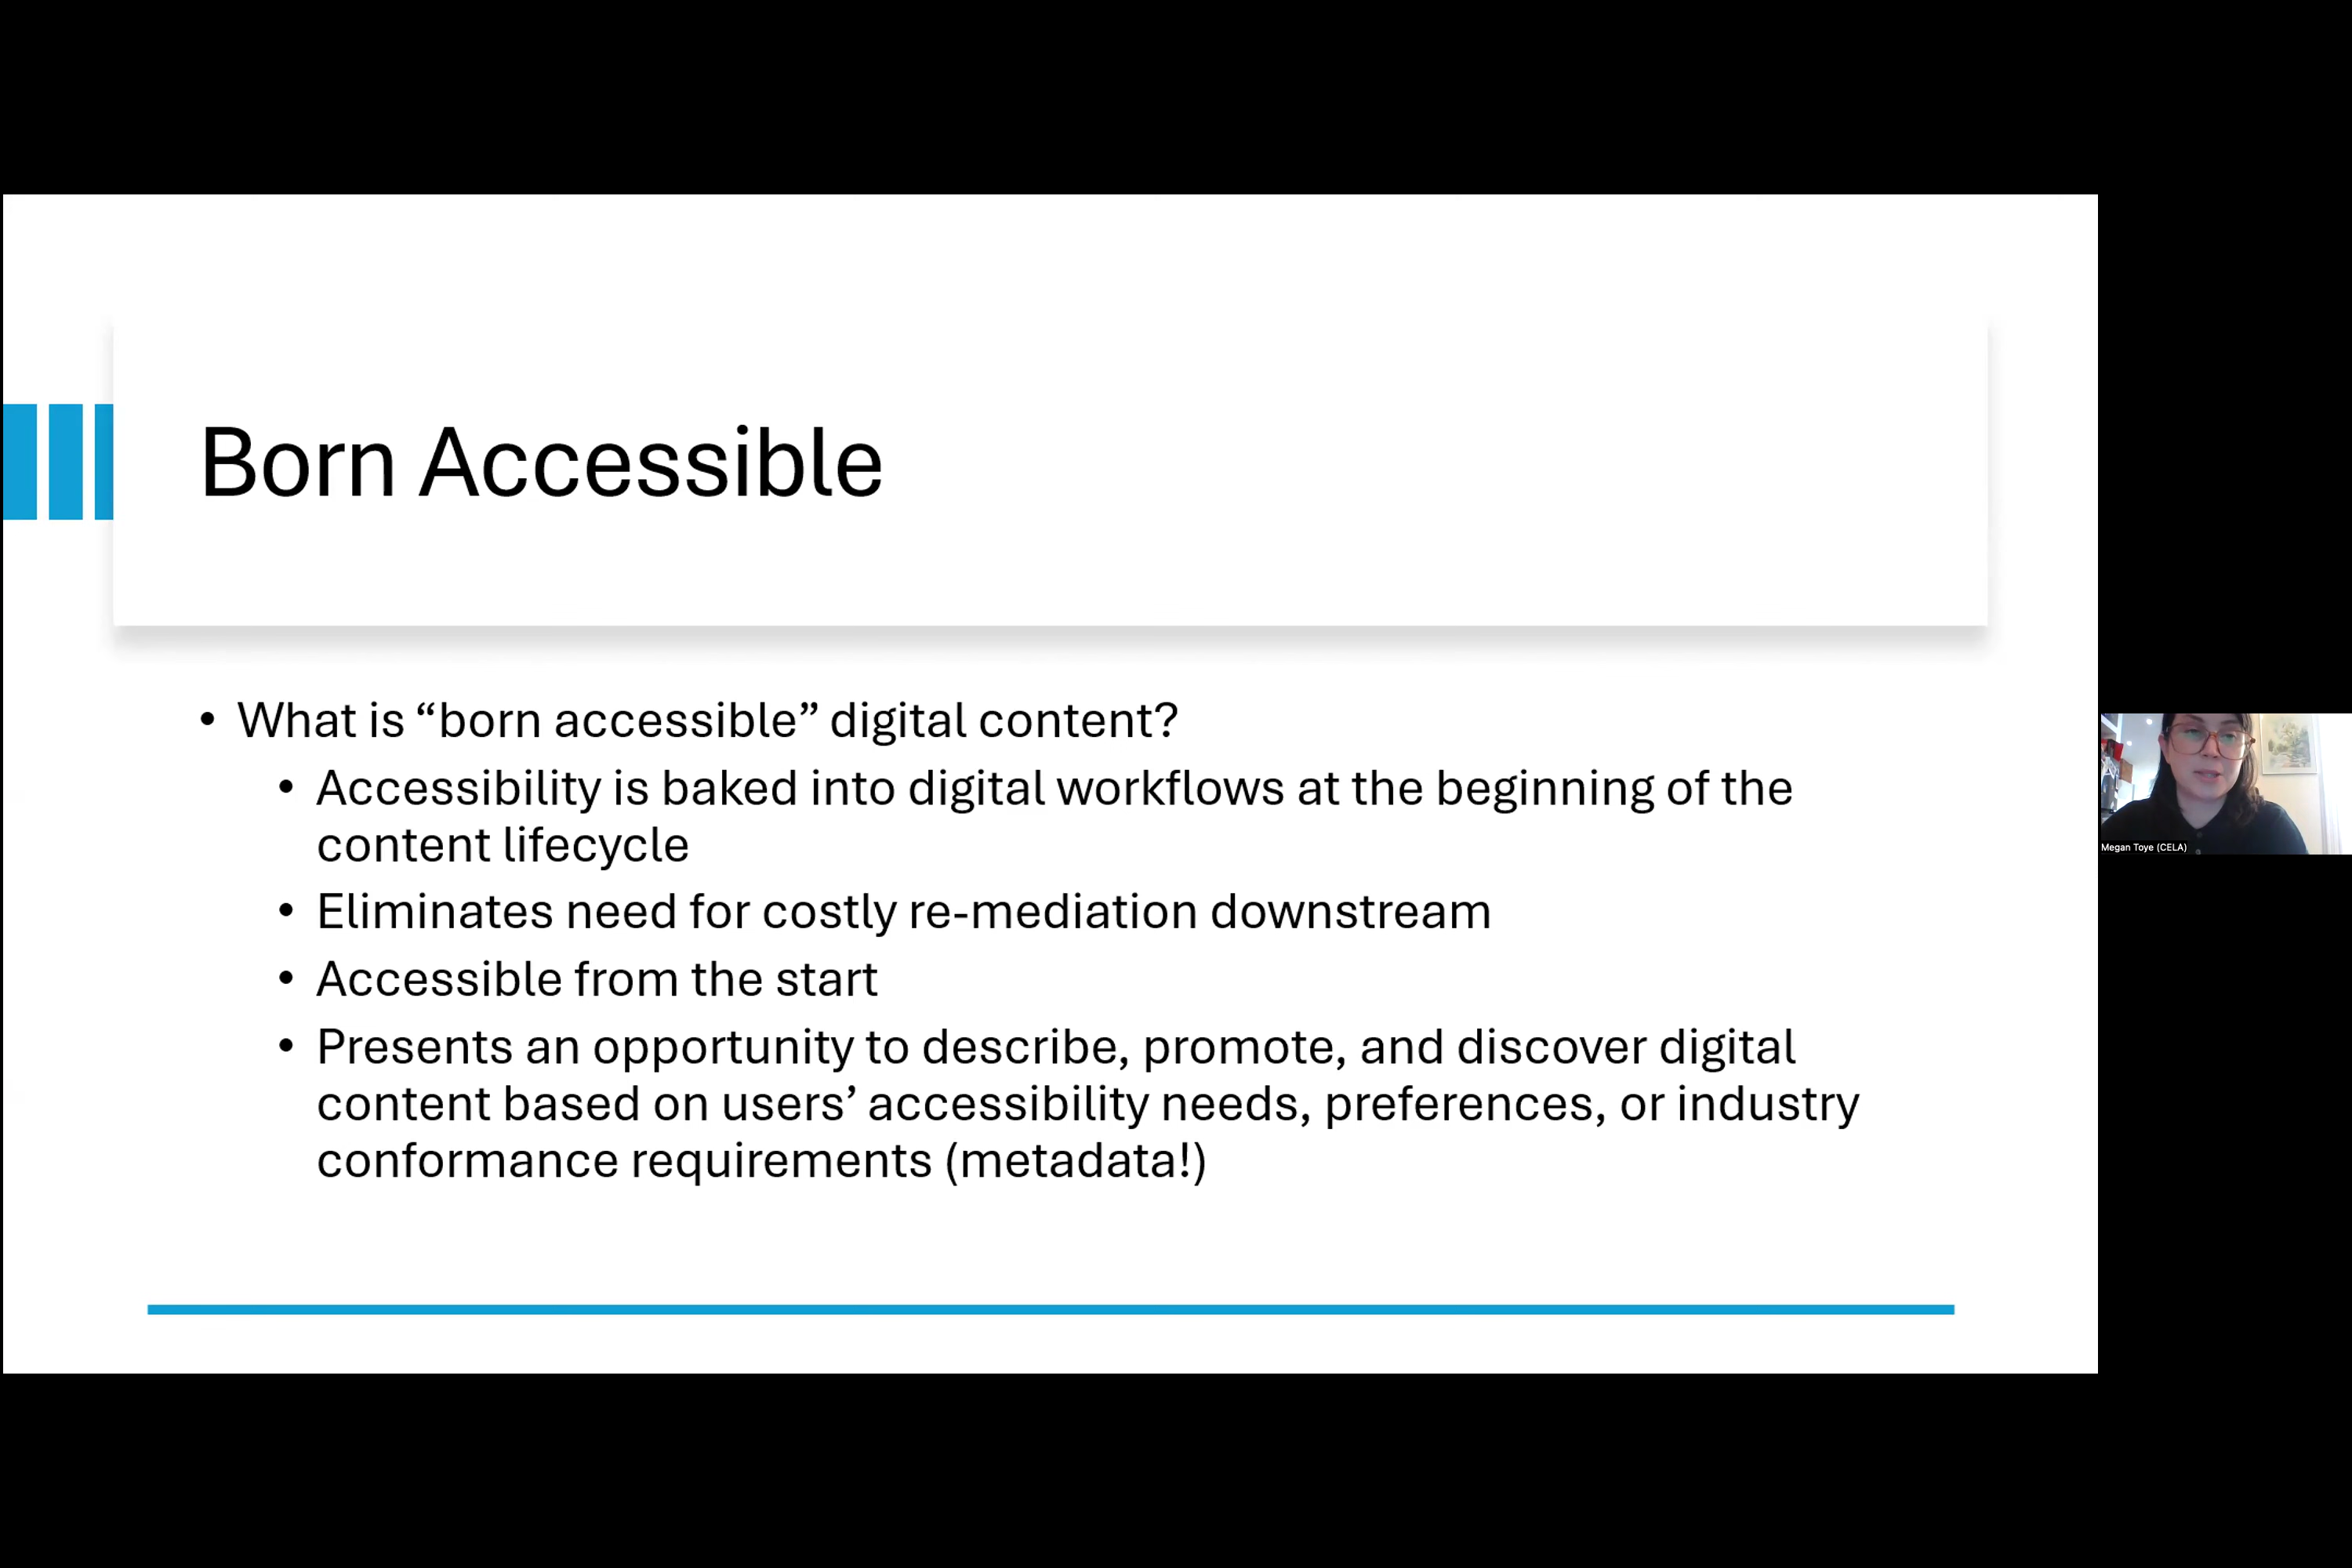 Born Accessible
• What is “born accessible” digital content?
• Accessibility is baked into digital workflows at the beginning of the
content lifecycle
• Eliminates need for costly re-mediation downstream
• Accessible from the start
• Presents an opportunity to describe, promote, and discover digital
content based on users’ accessibility needs, preferences, or industry
conformance requirements (metadata!)
Megan Toye (CELA)